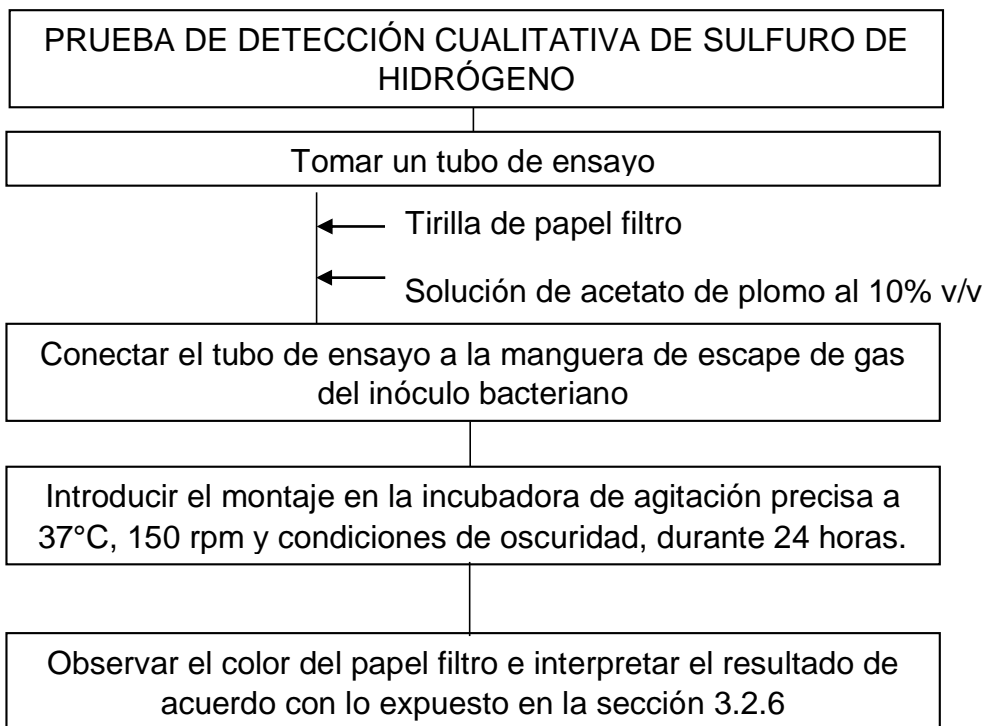 PRUEBA DE DETECCIÓN CUALITATIVA DE SULFURO DE
HIDRÓGENO
Tomar un tubo de ensayo
Tirilla de papel filtro
Solución de acetato de plomo al 10% v/v
Conectar el tubo de ensayo a la manguera de escape de gas
del inóculo bacteriano
Introducir el montaje en la incubadora de agitación precisa a
37°C, 150 rpm y condiciones de oscuridad, durante 24 horas.
Observar el color del papel filtro e interpretar el resultado de
acuerdo con lo expuesto en la sección 3.2.6